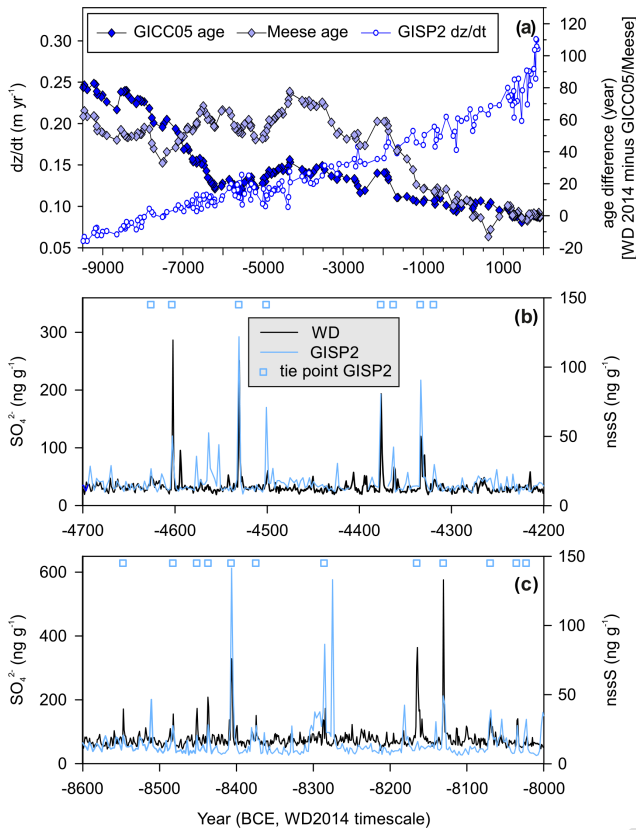 (a)
GICC05 age
Meese age
GISP2 dz/dt
0.30
0.25
0.20
0.15
0.10
0.05
dz/dt (m yr⁻¹)
120
100
80
60
40
20
0
-20
age difference (year)
[WD 2014 minus GICC05/Meese]
-9000 -7000 -5000 -3000 -1000 1000
(b)
WD
GISP2
tie point GISP2
300
200
100
0
SO₄²⁻ (ng g⁻¹)
150
100
50
0
nssS (ng g⁻¹)
-4700 -4600 -4500 -4400 -4300 -4200
(c)
600
400
200
0
SO₄²⁻ (ng g⁻¹)
150
100
50
0
nssS (ng g⁻¹)
-8600 -8500 -8400 -8300 -8200 -8100 -8000
Year (BCE, WD2014 timescale)